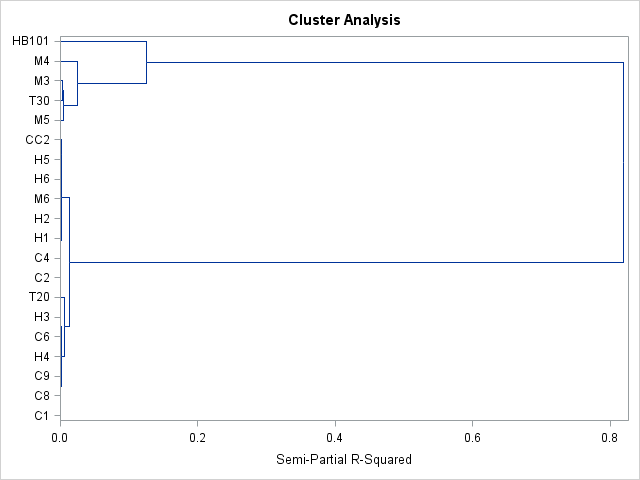 Cluster Analysis
HB101
M4
M3
T30
M5
CC2
H5
H6
M6
H2
H1
C4
C2
T20
H3
C6
H4
C9
C8
C1
0.0 0.2 0.4 0.6 0.8
Semi-Partial R-Squared